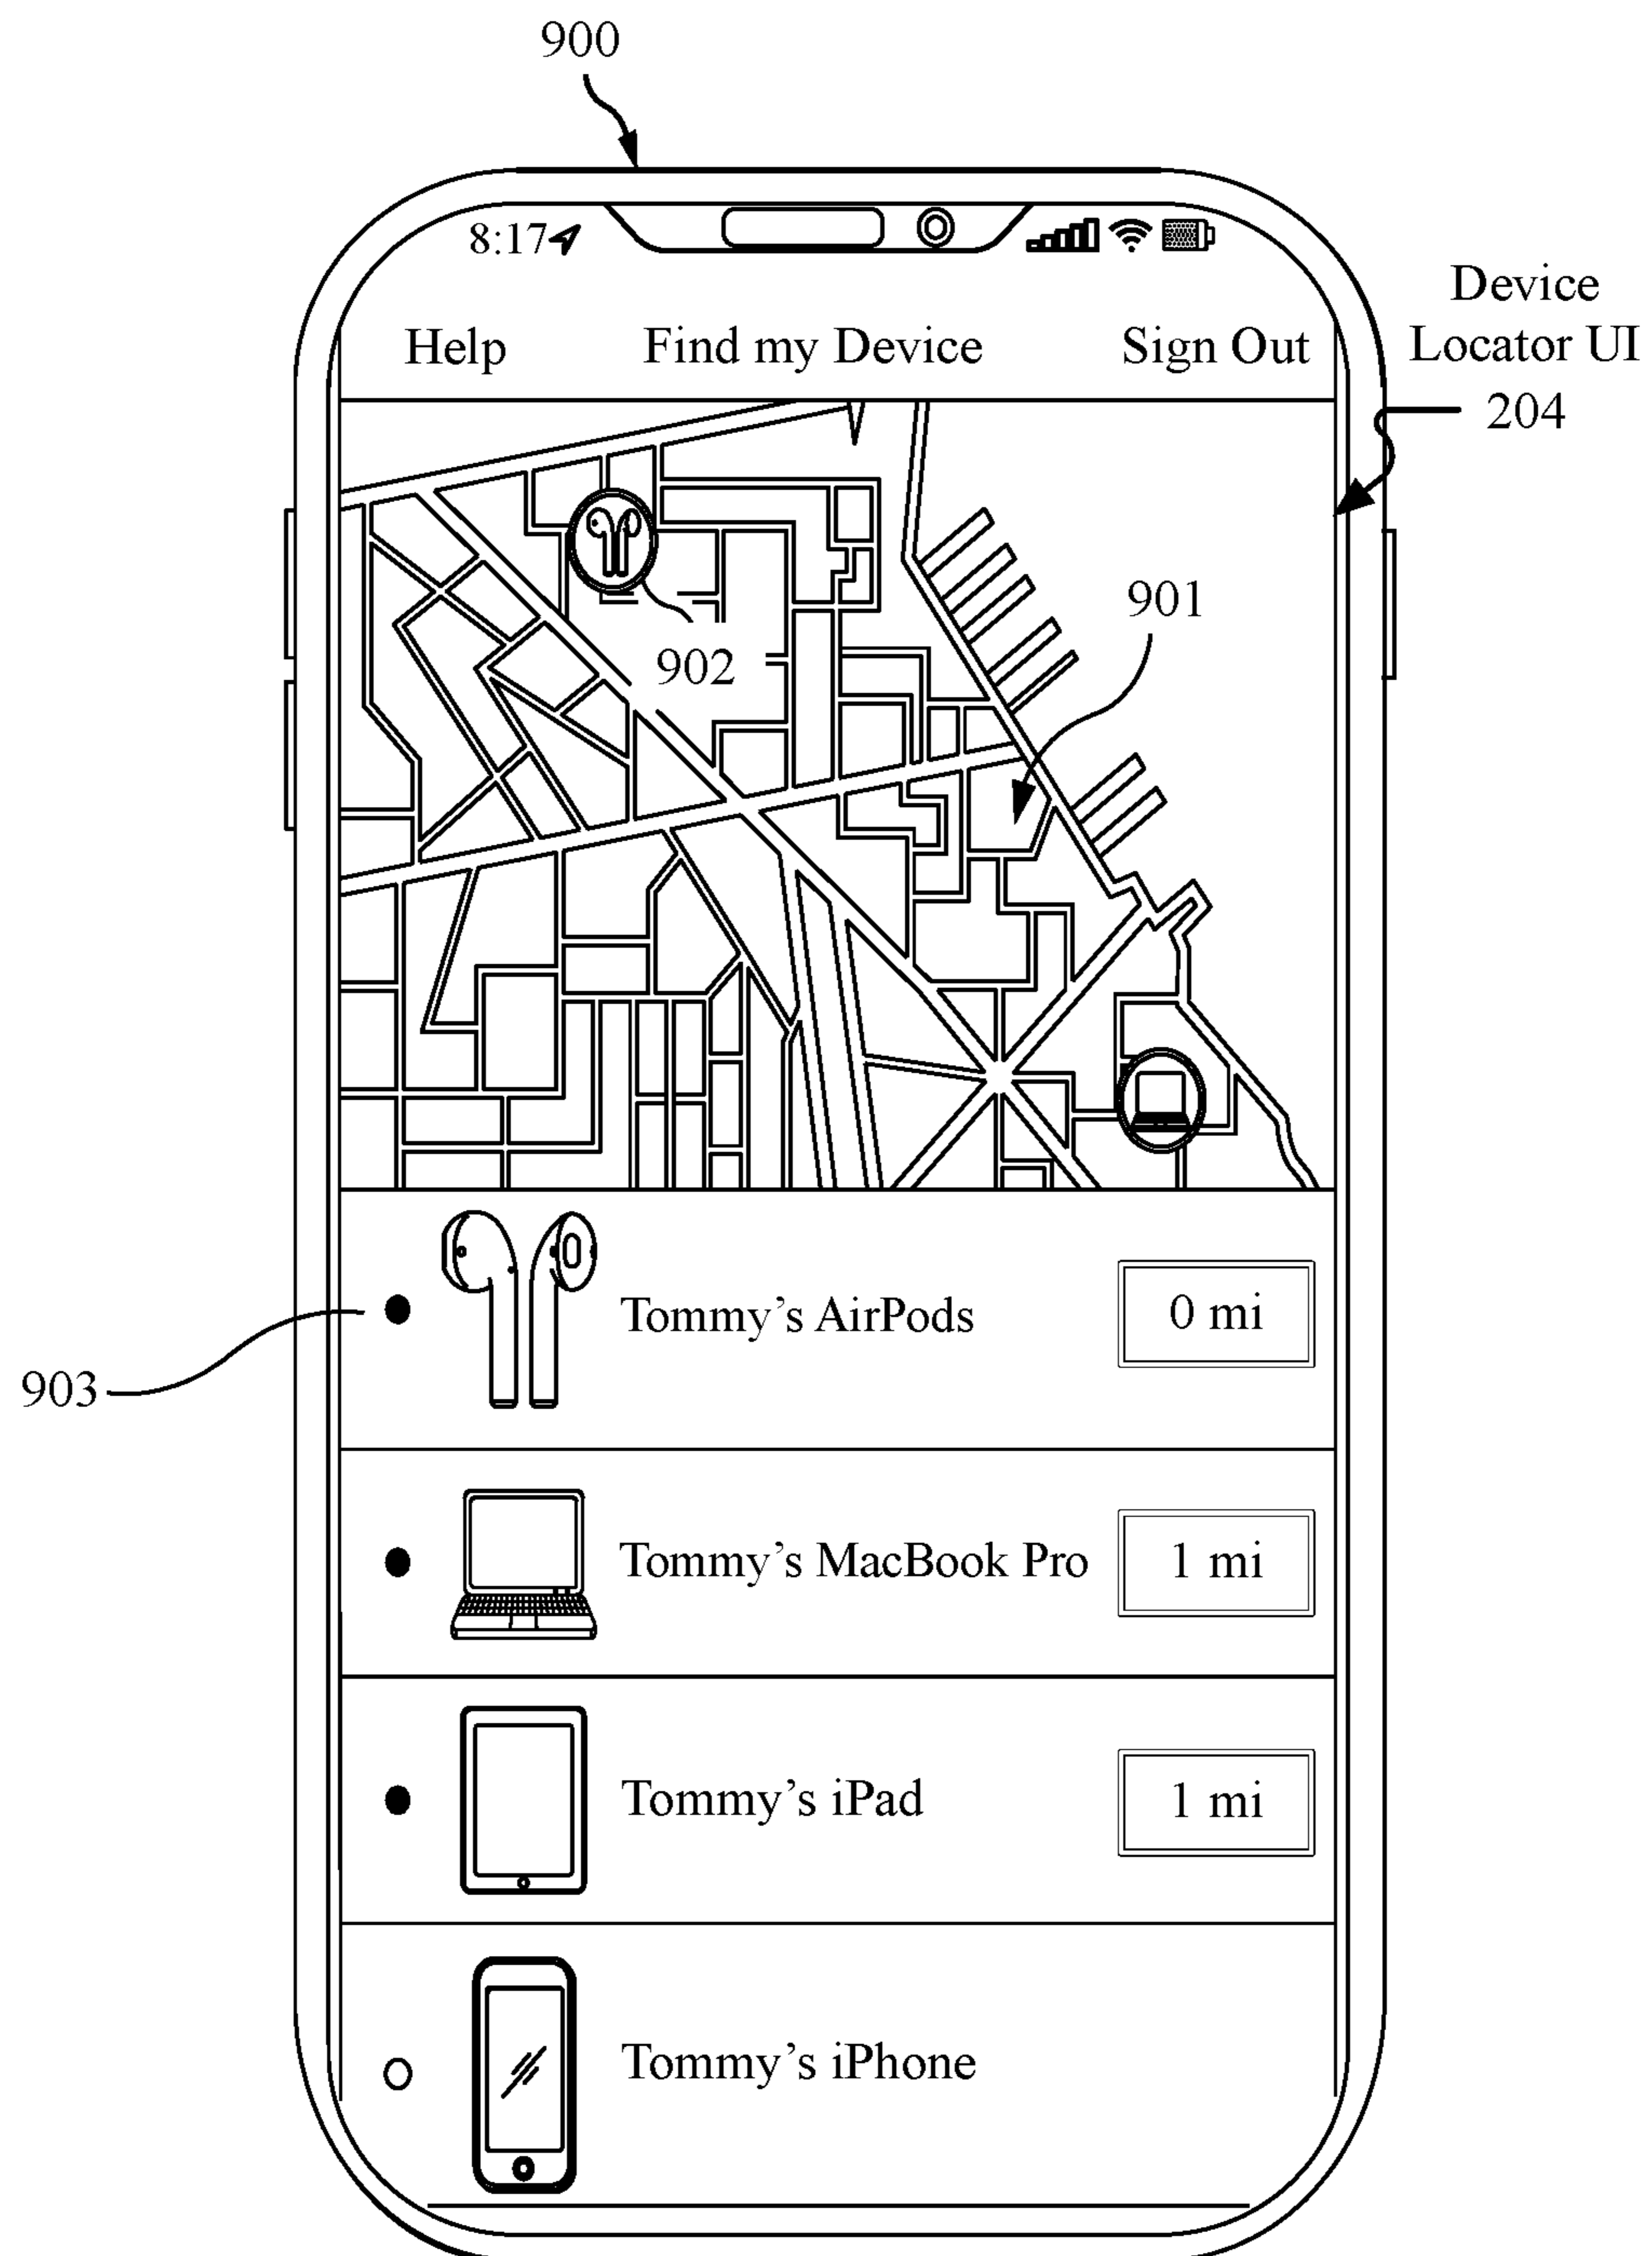 900
8:17
Device
Locator UI
204
Help Find my Device Sign Out
901
902
Tommy’s AirPods 0 mi
903
Tommy’s MacBook Pro 1 mi
Tommy’s iPad 1 mi
Tommy’s iPhone